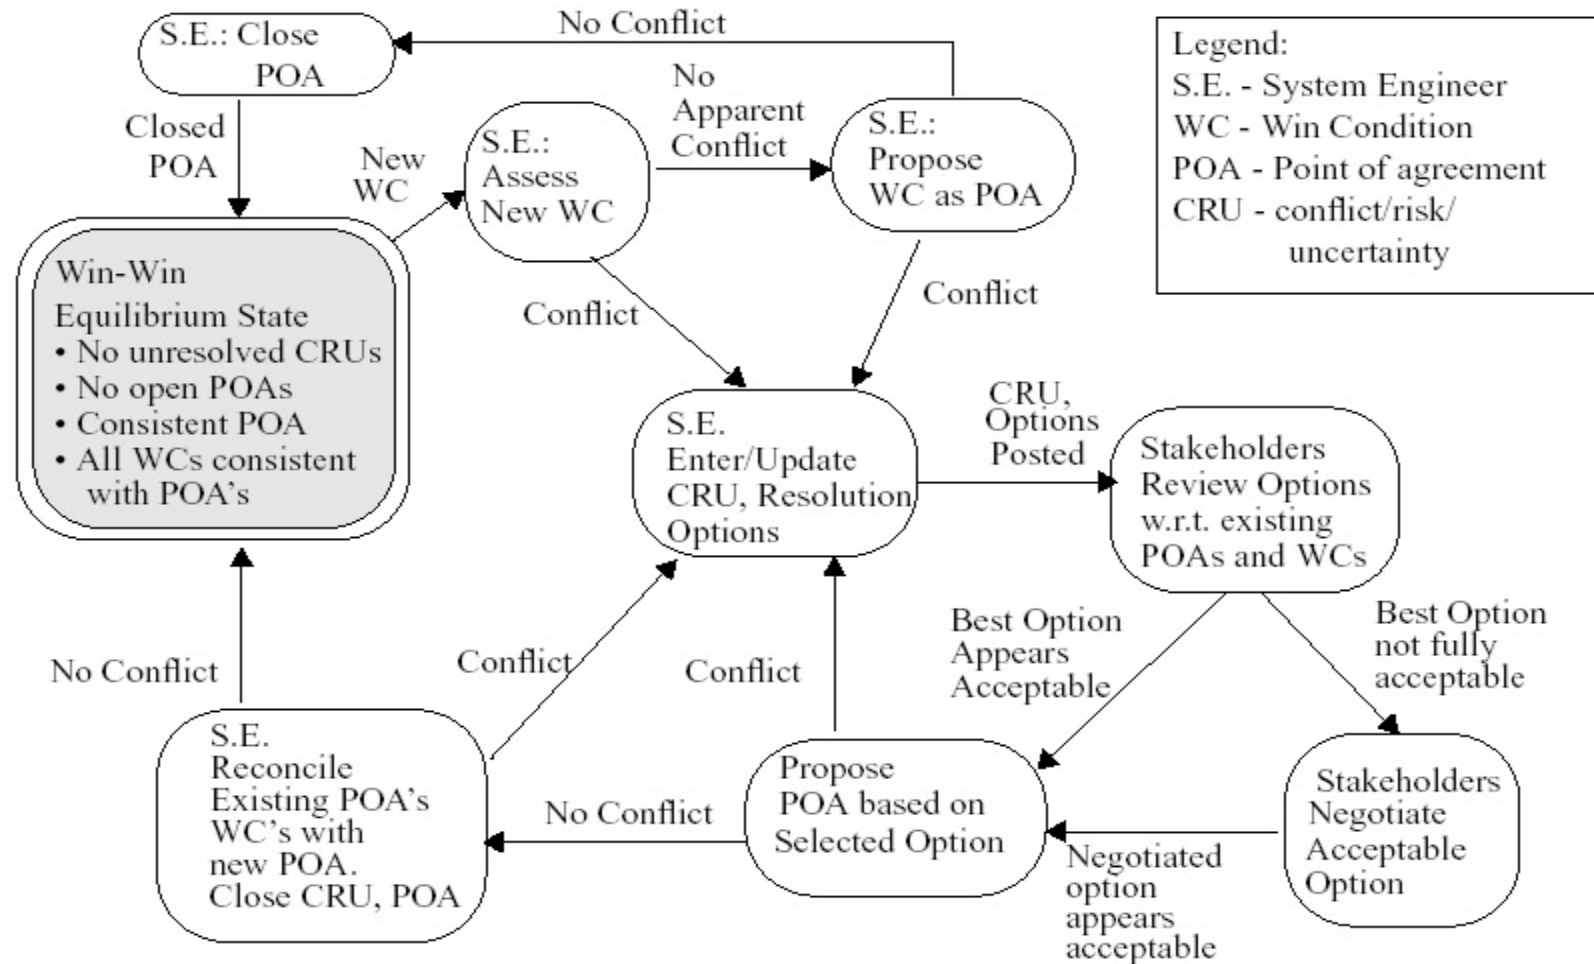 S.E.: Close
POA
No Conflict
Legend:
S.E. - System Engineer
WC - Win Condition
POA - Point of agreement
CRU - conflict/risk/
uncertainty
Closed
POA
New
WC
S.E.:
Assess
New WC
No
Apparent
Conflict
S.E.:
Propose
WC as POA
Win-Win
Equilibrium State
• No unresolved CRUs
• No open POAs
• Consistent POA
• All WCs consistent
with POA's
Conflict
Conflict
S.E.
Enter/Update
CRU, Resolution
Options
CRU,
Options
Posted
Stakeholders
Review Options
w.r.t. existing
POAs and WCs
No Conflict
Conflict
Conflict
Best Option
Appears
Acceptable
Best Option
not fully
acceptable
S.E.
Reconcile
Existing POA's
WC's with
new POA.
Close CRU, POA
No Conflict
Propose
POA based on
Selected Option
Negotiated
option
appears
acceptable
Stakeholders
Negotiate
Acceptable
Option